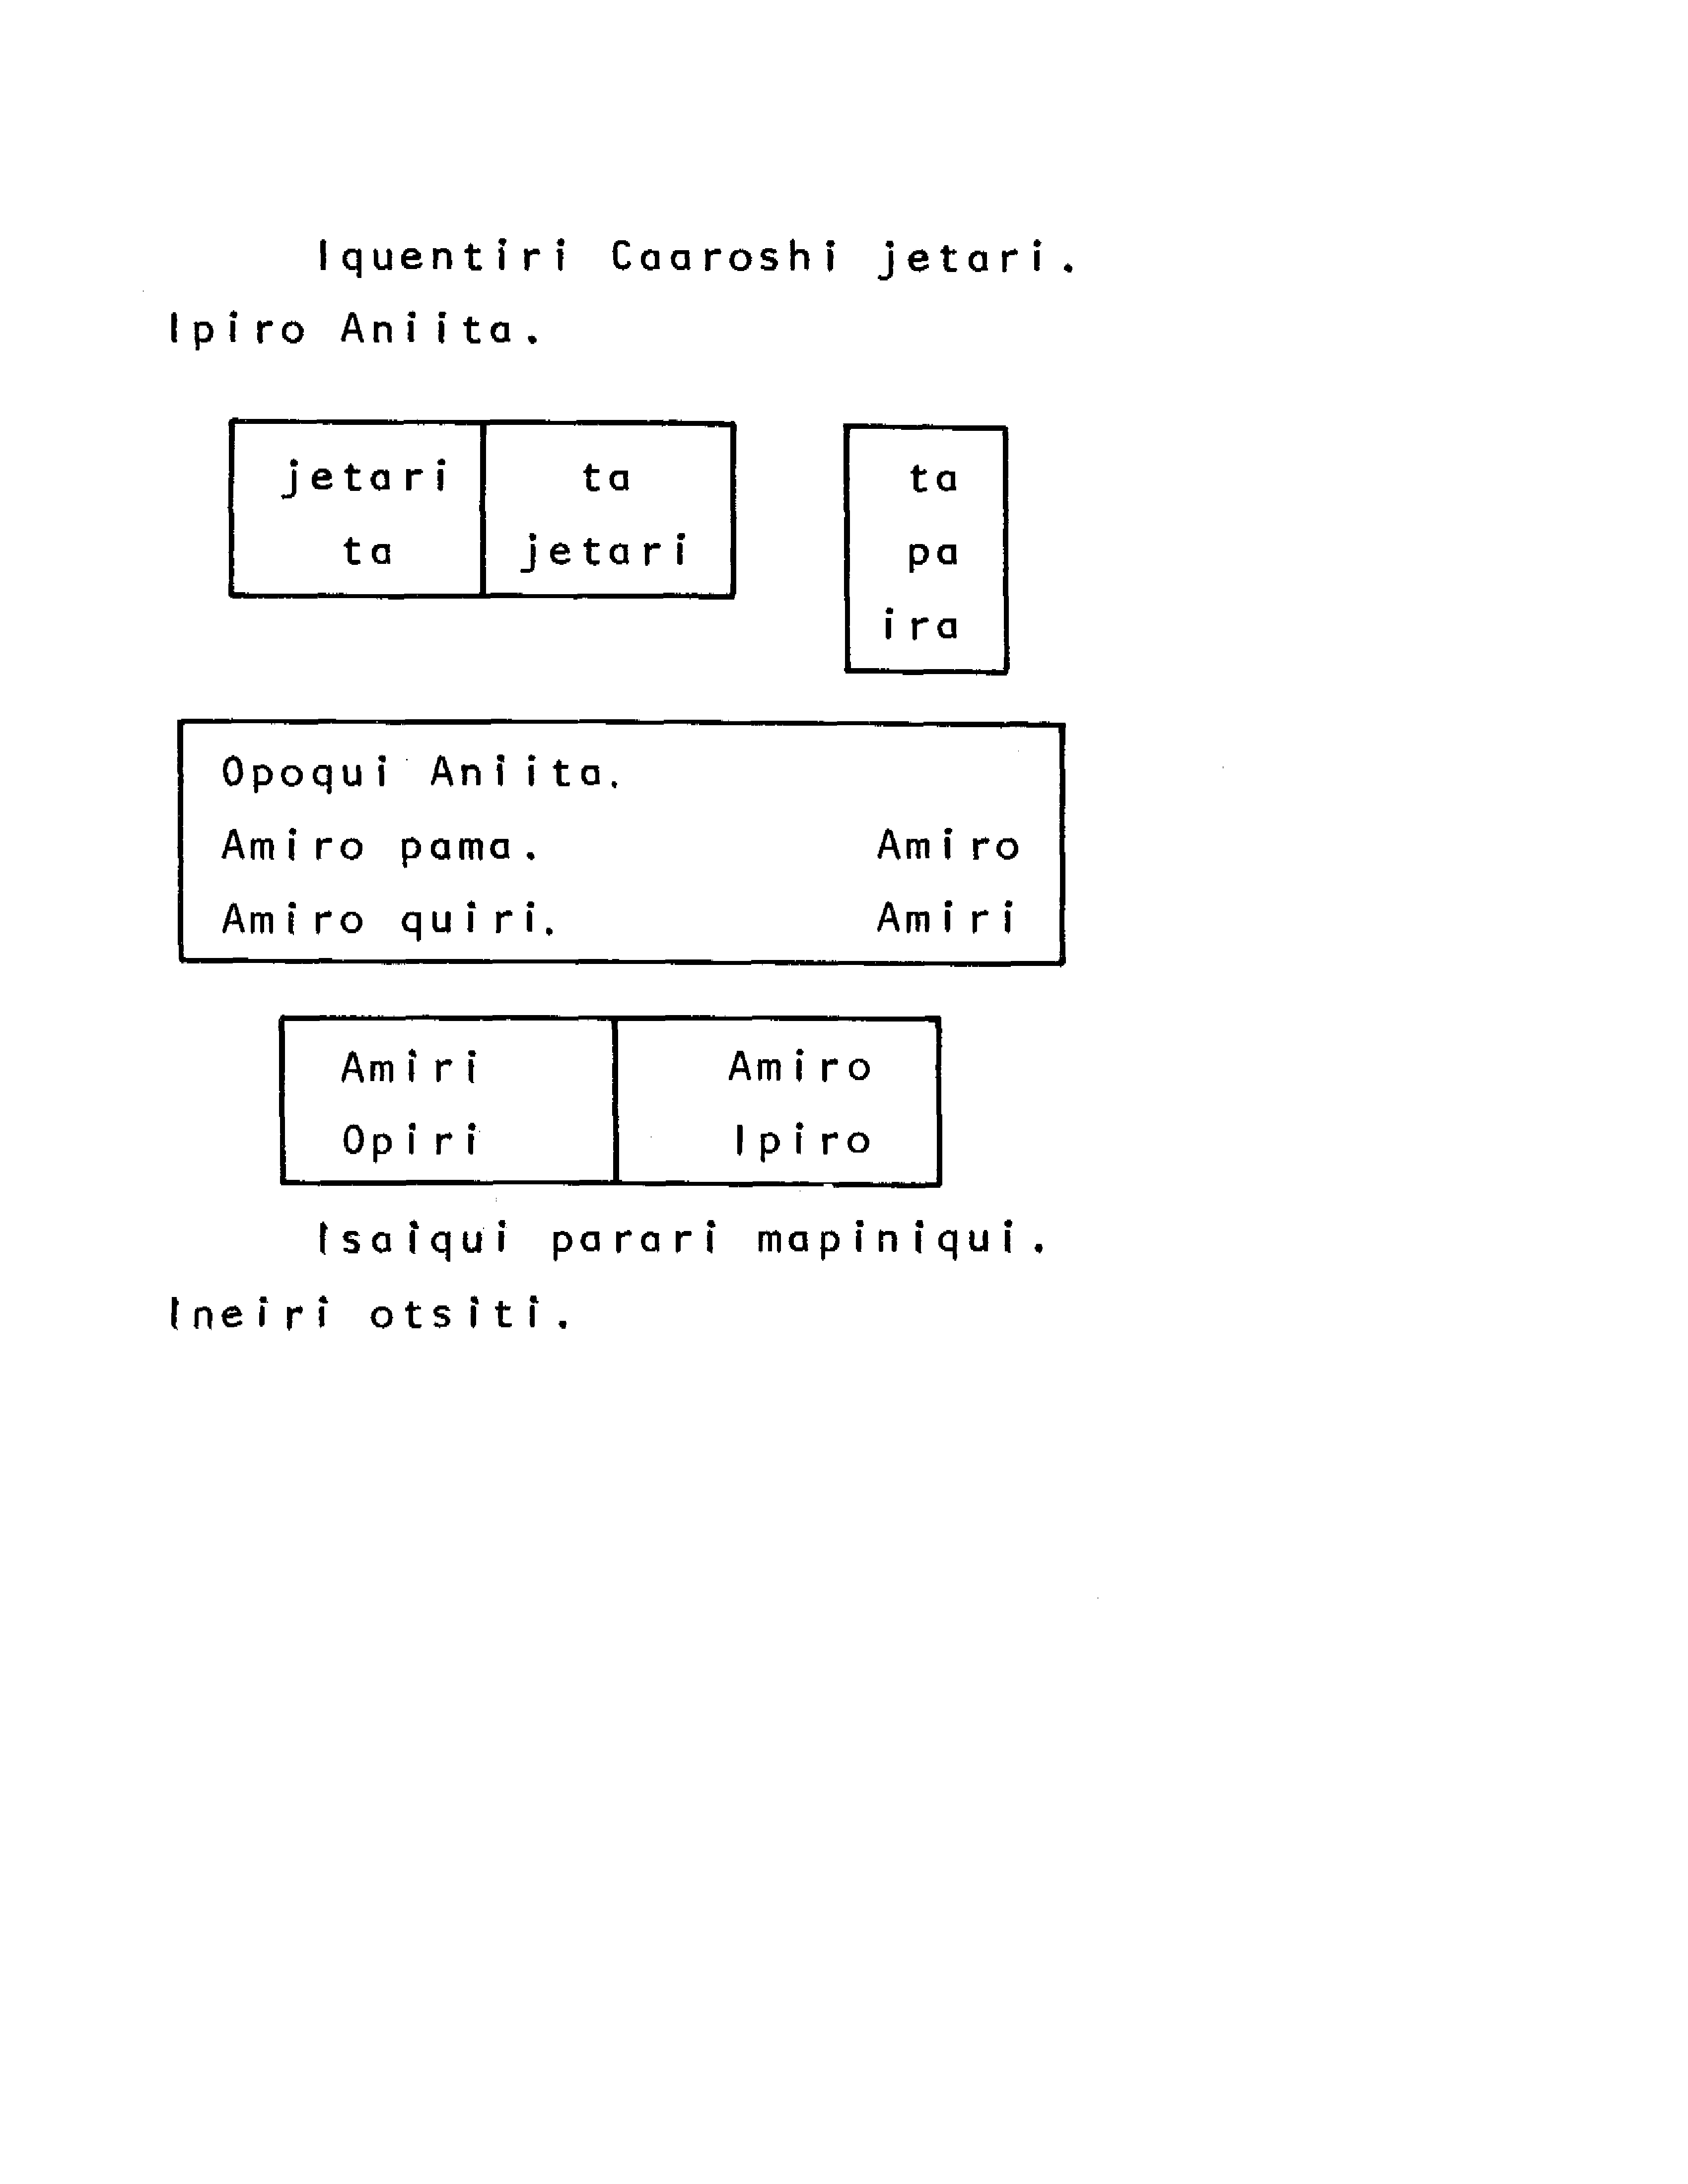 Iquentiri Caaroshi jetari.
Ipiro Aniita.
jetari ta
ta jetari
ta
pa
ira
Opoqui Aniita.
Amiro pama. Amiro
Amiro quiri. Amiri
Amiri Amiro
Opiri Ipiro
Isaiqui parari mapiniqui.
Ineiri otsiti.